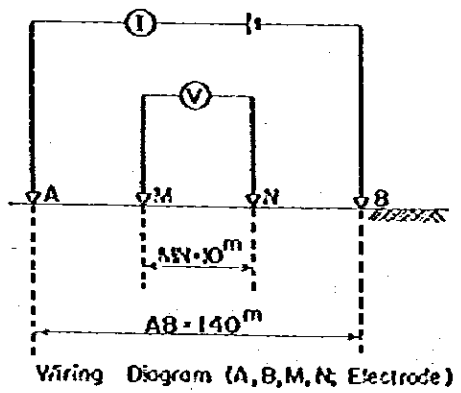 I
V
A M N B
MN=10m
AB=140m
Wiring Diagram (A, B, M, N; Electrode)